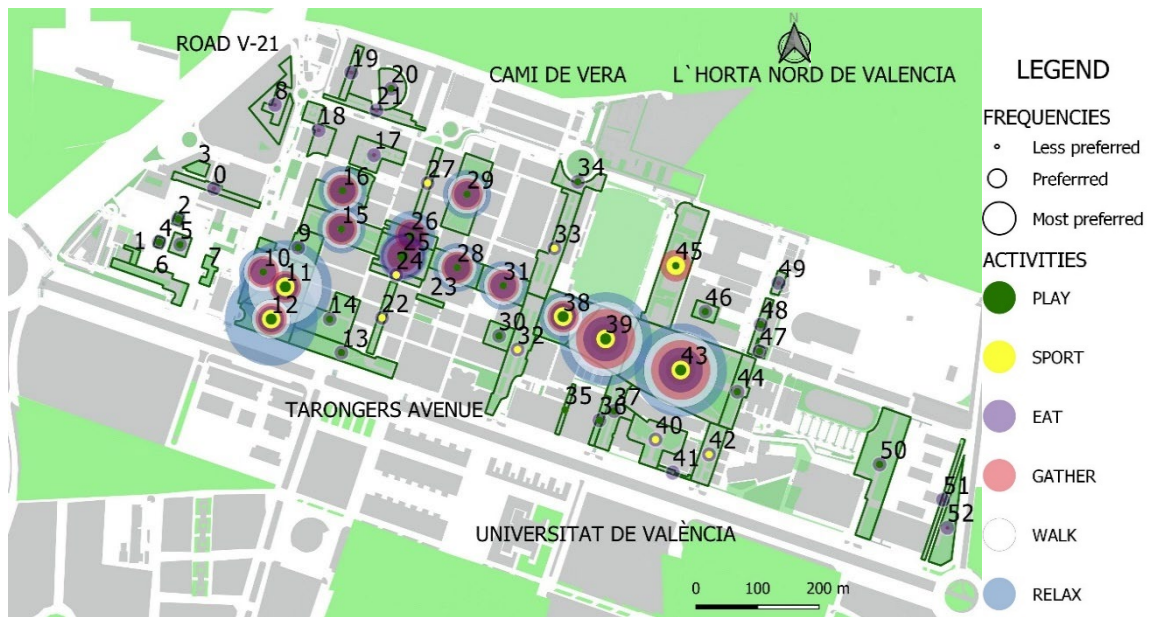 N
ROAD V-21
CAMI DE VERA
L`HORTA NORD DE VALENCIA
19
20
8
21
18
17
3
0
27
34
16
29
2
15
26
4
5
1
9
25
33
6
7
10
24
28
45
49
11
31
23
12
14
22
38
46
48
39
30
32
47
13
43
44
TARONGERS AVENUE
35
36
37
40
42
41
50
51
52
UNIVERSITAT DE VALÈNCIA
0
100
200 m
LEGEND
FREQUENCIES
Less preferred
Preferrred
Most preferred
ACTIVITIES
PLAY
SPORT
EAT
GATHER
WALK
RELAX